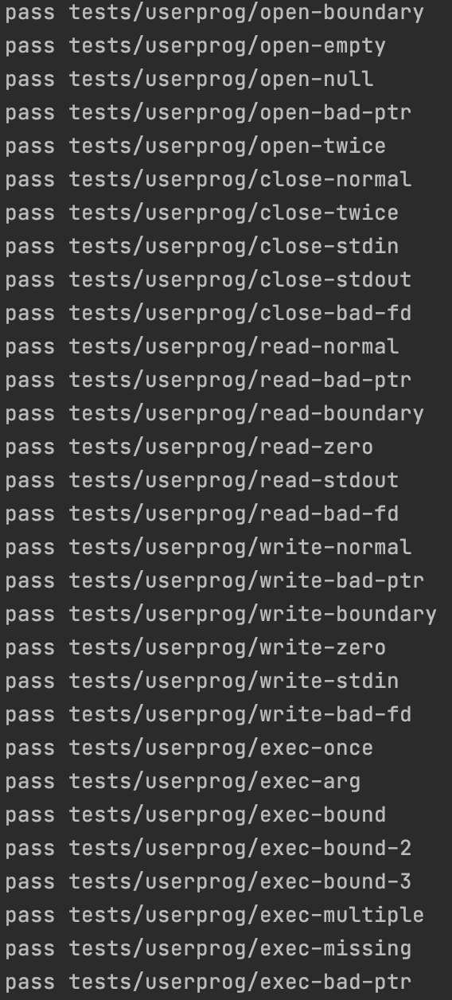 pass tests/userprog/open-boundary
pass tests/userprog/open-empty
pass tests/userprog/open-null
pass tests/userprog/open-bad-ptr
pass tests/userprog/open-twice
pass tests/userprog/close-normal
pass tests/userprog/close-twice
pass tests/userprog/close-stdin
pass tests/userprog/close-stdout
pass tests/userprog/close-bad-fd
pass tests/userprog/read-normal
pass tests/userprog/read-bad-ptr
pass tests/userprog/read-boundary
pass tests/userprog/read-zero
pass tests/userprog/read-stdout
pass tests/userprog/read-bad-fd
pass tests/userprog/write-normal
pass tests/userprog/write-bad-ptr
pass tests/userprog/write-boundary
pass tests/userprog/write-zero
pass tests/userprog/write-stdin
pass tests/userprog/write-bad-fd
pass tests/userprog/exec-once
pass tests/userprog/exec-arg
pass tests/userprog/exec-bound
pass tests/userprog/exec-bound-2
pass tests/userprog/exec-bound-3
pass tests/userprog/exec-multiple
pass tests/userprog/exec-missing
pass tests/userprog/exec-bad-ptr